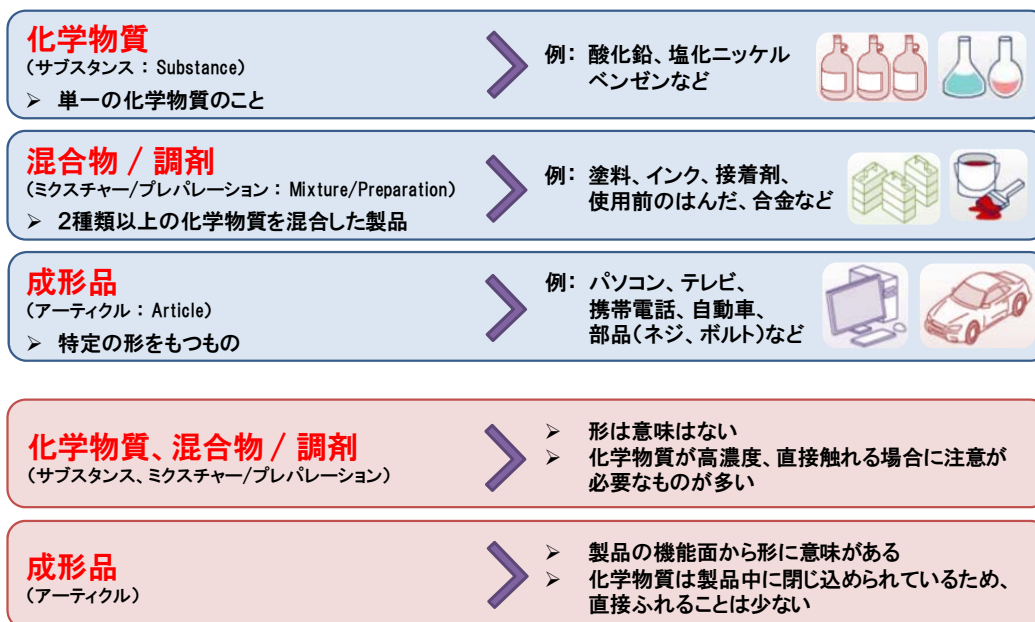 化学物質
（サブスタンス：Substance）
➢ 単一の化学物質のこと
例： 酸化鉛、塩化ニッケル
ベンゼンなど
混合物 / 調剤
（ミクスチャー/プレパレーション：Mixture/Preparation）
➢ 2種類以上の化学物質を混合した製品
例： 塗料、インク、接着剤、
使用前のはんだ、合金など
成形品
（アーティクル：Article）
➢ 特定の形をもつもの
例： パソコン、テレビ、
携帯電話、自動車、
部品（ネジ、ボルト）など
化学物質、混合物 / 調剤
（サブスタンス、ミクスチャー/プレパレーション）
➢ 形は意味はない
➢ 化学物質が高濃度、直接触れる場合に注意が
必要なものが多い
成形品
（アーティクル）
➢ 製品の機能面から形に意味がある
➢ 化学物質は製品中に閉じ込められているため、
直接ふれることは少ない